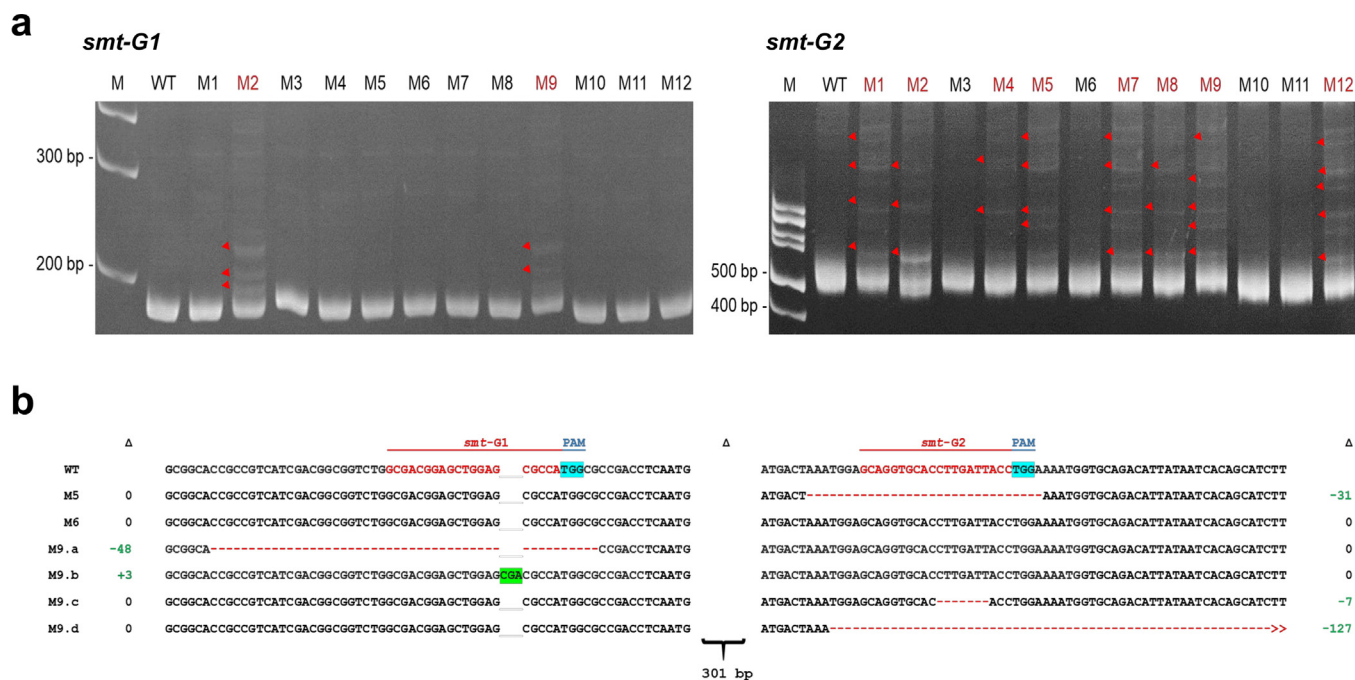 a
smt-G1
M WT M1 M2 M3 M4 M5 M6 M7 M8 M9 M10 M11 M12
300 bp -
200 bp -
smt-G2
M WT M1 M2 M3 M4 M5 M6 M7 M8 M9 M10 M11 M12
500 bp -
400 bp -
b
Δ smt-G1 PAM Δ smt-G2 PAM Δ
WT GCGGCACCGCCGTCATCGACGGCGGTCTGGCGACGGAGCTGGAG CGCCATGGCGCCGACCTCAATG ATGACTAAATGGAGCAGGTGCACCTTGATTACCTGGAAAATGGTGCAGACATTATAATCACAGCATCTT
M5 0 GCGGCACCGCCGTCATCGACGGCGGTCTGGCGACGGAGCTGGAG CGCCATGGCGCCGACCTCAATG ATGACT-------------------------------AAATGGTGCAGACATTATAATCACAGCATCTT -31
M6 0 GCGGCACCGCCGTCATCGACGGCGGTCTGGCGACGGAGCTGGAG CGCCATGGCGCCGACCTCAATG ATGACTAAATGGAGCAGGTGCACCTTGATTACCTGGAAAATGGTGCAGACATTATAATCACAGCATCTT 0
M9.a -48 GCGGCA-------------------------------------- ----------CCGACCTCAATG ATGACTAAATGGAGCAGGTGCACCTTGATTACCTGGAAAATGGTGCAGACATTATAATCACAGCATCTT 0
M9.b +3 GCGGCACCGCCGTCATCGACGGCGGTCTGGCGACGGAGCTGGAGCGACGCCATGGCGCCGACCTCAATG ATGACTAAATGGAGCAGGTGCACCTTGATTACCTGGAAAATGGTGCAGACATTATAATCACAGCATCTT 0
M9.c 0 GCGGCACCGCCGTCATCGACGGCGGTCTGGCGACGGAGCTGGAG CGCCATGGCGCCGACCTCAATG ATGACTAAATGGAGCAGGTGCAC-------ACCTGGAAAATGGTGCAGACATTATAATCACAGCATCTT -7
M9.d 0 GCGGCACCGCCGTCATCGACGGCGGTCTGGCGACGGAGCTGGAG CGCCATGGCGCCGACCTCAATG ATGACTAAA---------------------------------------------------------->> -127
301 bp